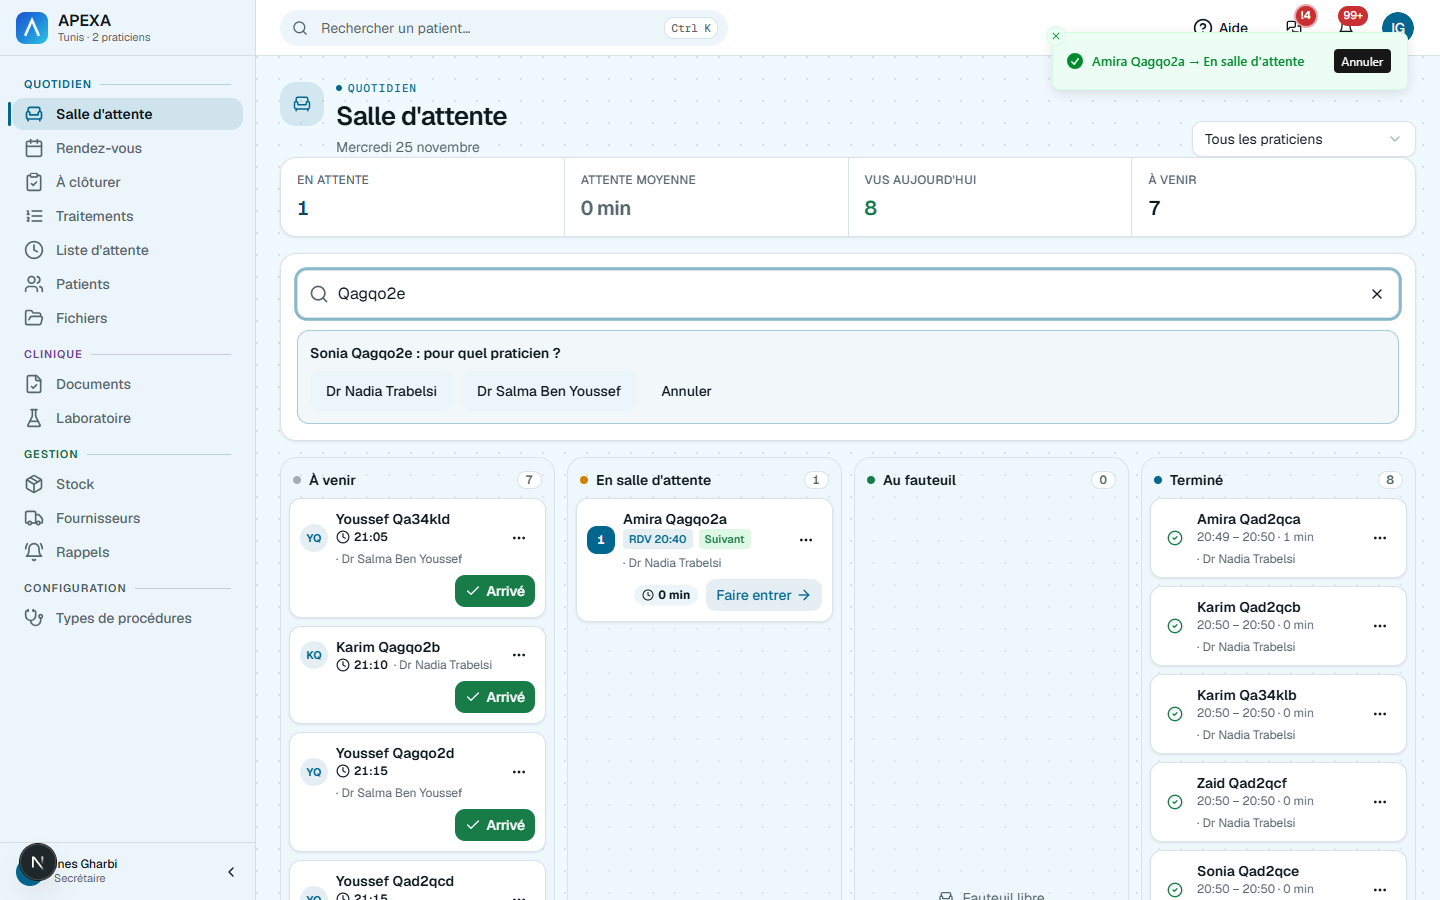 APEXA
Tunis · 2 praticiens
QUOTIDIEN
Salle d'attente
Rendez-vous
À clôturer
Traitements
Liste d'attente
Patients
Fichiers
CLINIQUE
Documents
Laboratoire
GESTION
Stock
Fournisseurs
Rappels
CONFIGURATION
Types de procédures
N
nes Gharbi
Secrétaire
Rechercher un patient…
Ctrl K
Aide
14
99+
IG
Amira Qagqo2a → En salle d'attente
Annuler
QUOTIDIEN
Salle d'attente
Mercredi 25 novembre
Tous les praticiens
EN ATTENTE
1
ATTENTE MOYENNE
0 min
VUS AUJOURD'HUI
8
À VENIR
7
Qagqo2e
Sonia Qagqo2e : pour quel praticien ?
Dr Nadia Trabelsi
Dr Salma Ben Youssef
Annuler
À venir
7
YQ
Youssef Qa34kld
21:05
· Dr Salma Ben Youssef
Arrivé
KQ
Karim Qagqo2b
21:10 · Dr Nadia Trabelsi
Arrivé
YQ
Youssef Qagqo2d
21:15
· Dr Salma Ben Youssef
Arrivé
YQ
Youssef Qad2qcd
21:15
En salle d'attente
1
1
Amira Qagqo2a
RDV 20:40
Suivant
· Dr Nadia Trabelsi
0 min
Faire entrer
Au fauteuil
0
Fauteuil libre
Terminé
8
Amira Qad2qca
20:49 – 20:50 · 1 min
· Dr Nadia Trabelsi
Karim Qad2qcb
20:50 – 20:50 · 0 min
· Dr Nadia Trabelsi
Karim Qa34klb
20:50 – 20:50 · 0 min
· Dr Nadia Trabelsi
Zaid Qad2qcf
20:50 – 20:50 · 0 min
· Dr Nadia Trabelsi
Sonia Qad2qce
20:50 – 20:50 · 0 min